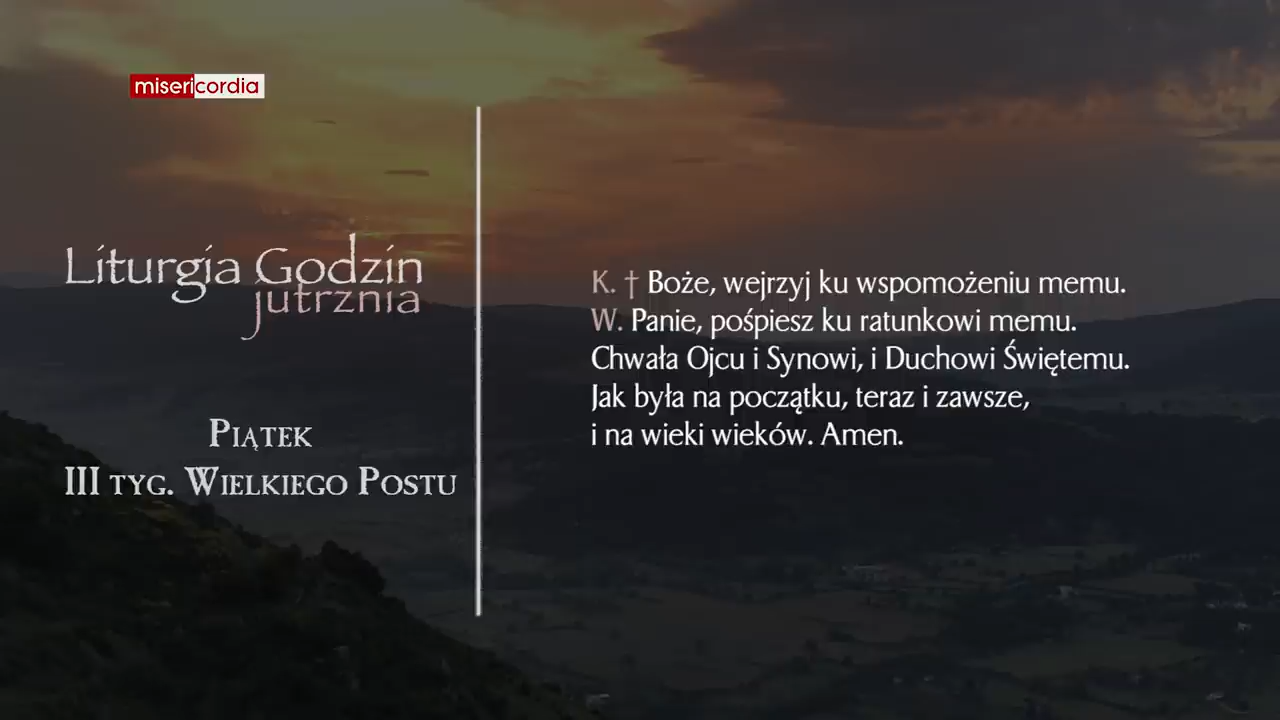 misericordia
Liturgia Godzin
jutrznia
Piątek
III tyg. Wielkiego Postu
K. † Boże, wejrzyj ku wspomożeniu memu.
W. Panie, pośpiesz ku ratunkowi memu.
Chwała Ojcu i Synowi, i Duchowi Świętemu.
Jak była na początku, teraz i zawsze,
i na wieki wieków. Amen.